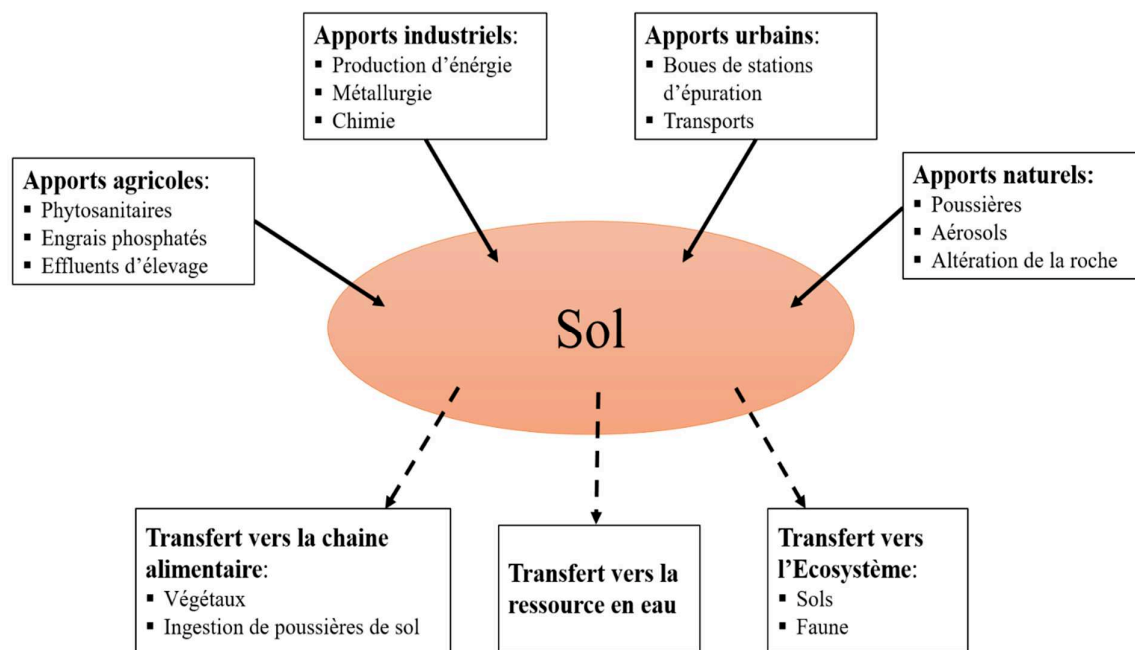 Apports industriels:
▪ Production d’énérgie
▪ Métallurgie
▪ Chimie
Apports urbains:
▪ Boues de stations
d’épuration
▪ Transports
Apports agricoles:
▪ Phytosanitaires
▪ Engrais phosphatés
▪ Effluents d’élevage
Apports naturels:
▪ Poussières
▪ Aérosols
▪ Altération de la roche
Sol
Transfert vers la chaine
alimentaire:
▪ Végétaux
▪ Ingestion de poussières de sol
Transfert vers la
ressource en eau
Transfert vers
l’Ecosystème:
▪ Sols
▪ Faune